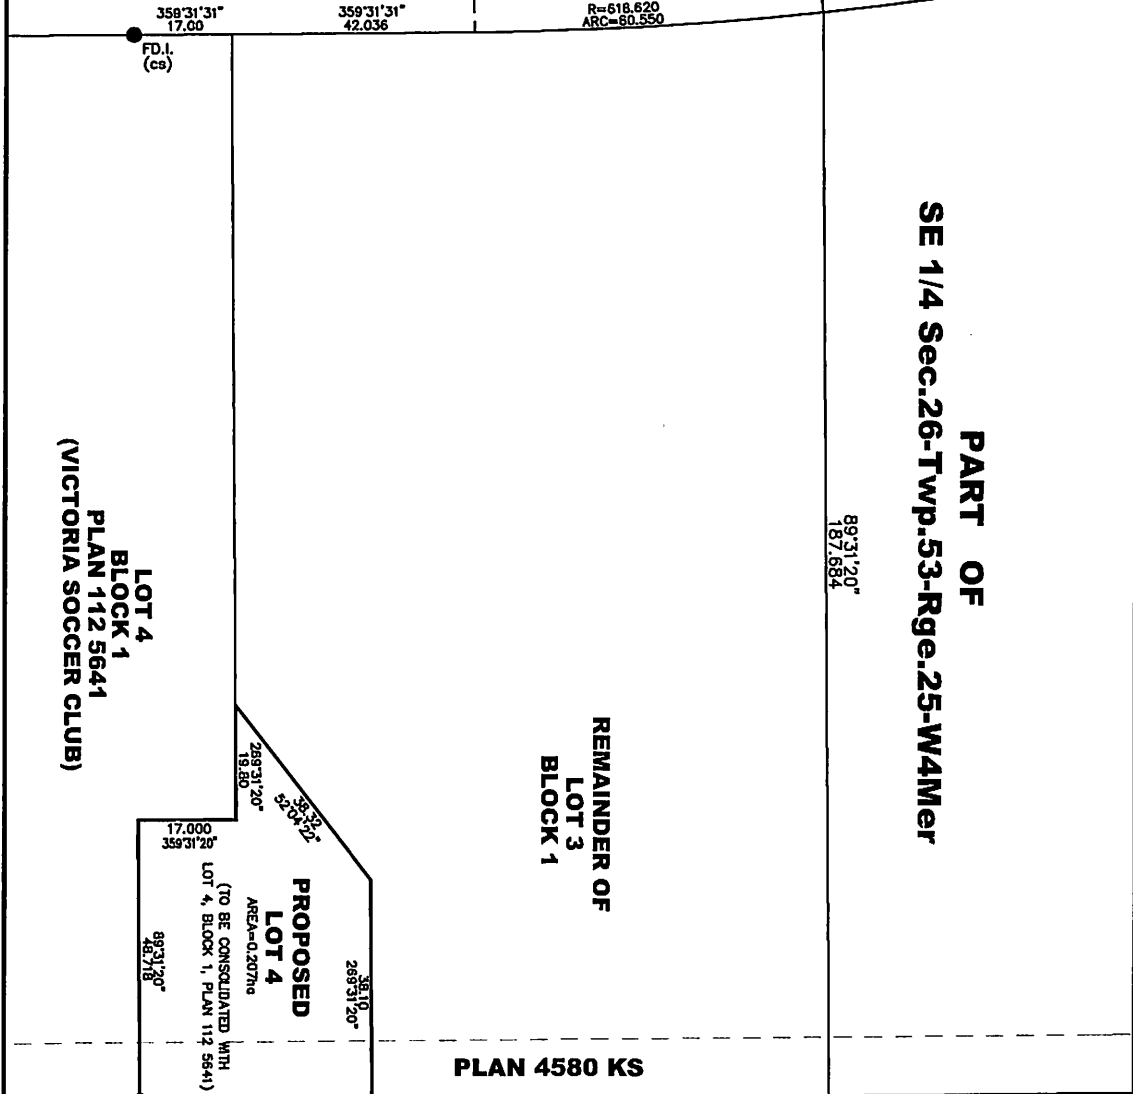 358°31'31"
17.00
359°31'31"
42.036
R=618.620
ARC=60.550
FD.I.
(cs)
PART OF
SE 1/4 Sec.26-Twp.53-Rge.25-W4Mer
89°31'20"
187.684
LOT 4
BLOCK 1
PLAN 112 5641
(VICTORIA SOCCER CLUB)
REMAINDER OF
LOT 3
BLOCK 1
269°31'20"
19.80
38.32
52°04'22"
17.000
359°31'20"
PROPOSED
LOT 4
AREA=0.207ha
(TO BE CONSOLIDATED WITH
LOT 4, BLOCK 1, PLAN 112 5641)
38.10
269°31'20"
89°31'20"
48.718
PLAN 4580 KS